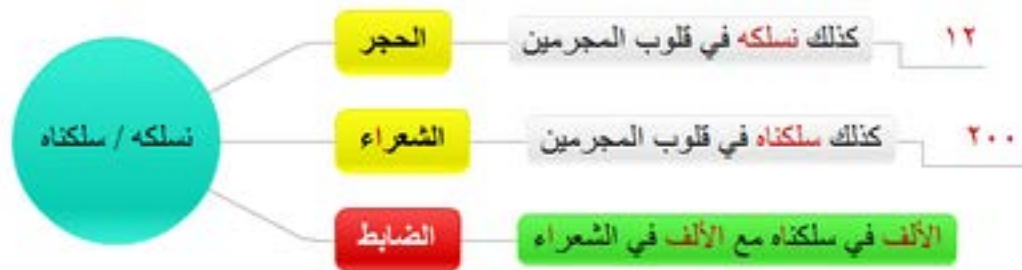 نسلكه / سلكناه
الحجر كذلك نسلكه في قلوب المجرمين ١٢
الشعراء كذلك سلكناه في قلوب المجرمين ٢٠٠
الضابط الألف في سلكناه مع الألف في الشعراء